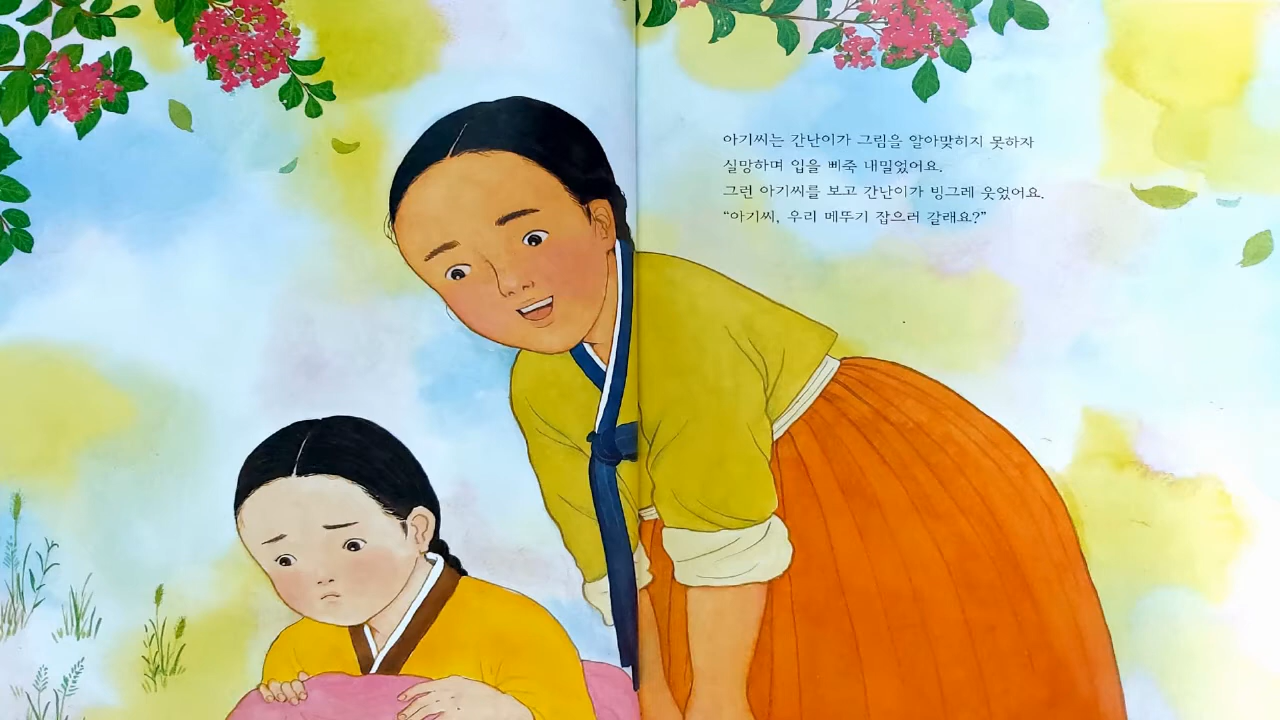 아기씨는 간난이가 그림을 알아맞히지 못하자
실망하며 입을 삐죽 내밀었어요.
그런 아기씨를 보고 간난이가 빙그레 웃었어요.
“아기씨, 우리 메뚜기 잡으러 갈래요?”